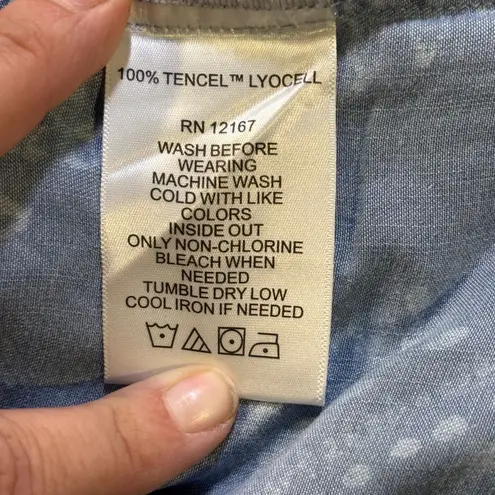 100% TENCEL™ LYOCELL
RN 12167
WASH BEFORE
WEARING
MACHINE WASH
COLD WITH LIKE
COLORS
INSIDE OUT
ONLY NON-CHLORINE
BLEACH WHEN
NEEDED
TUMBLE DRY LOW
COOL IRON IF NEEDED